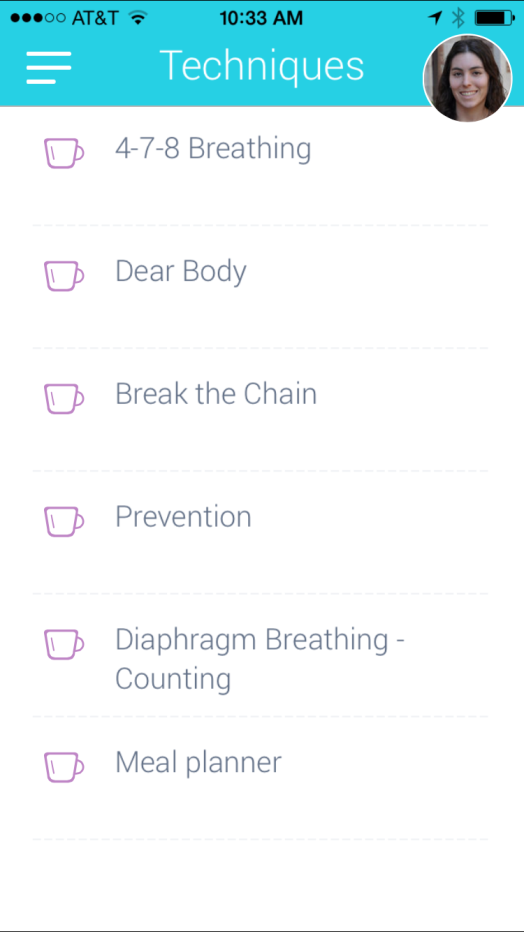 AT&T 10:33 AM
Techniques
4-7-8 Breathing
Dear Body
Break the Chain
Prevention
Diaphragm Breathing -
Counting
Meal planner